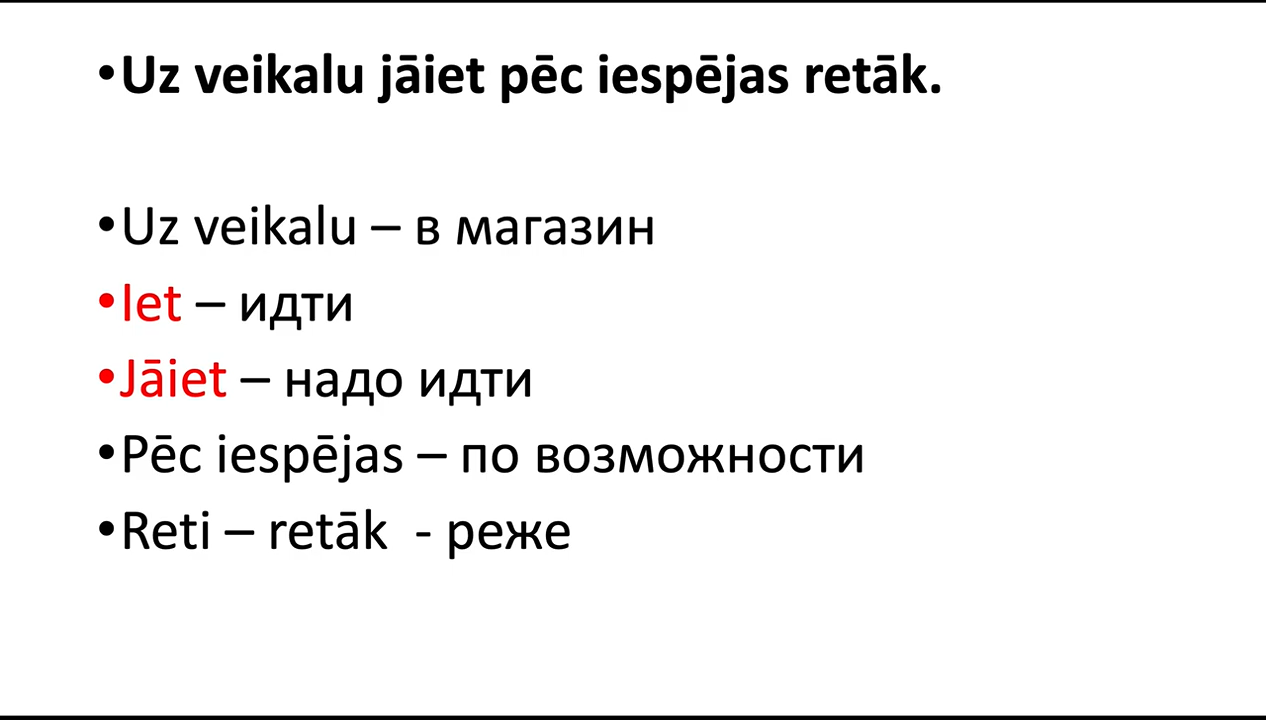 •Uz veikalu jāiet pēc iespējas retāk.
•Uz veikalu – в магазин
•Iet – идти
•Jāiet – надо идти
•Pēc iespējas – по возможности
•Reti – retāk - реже